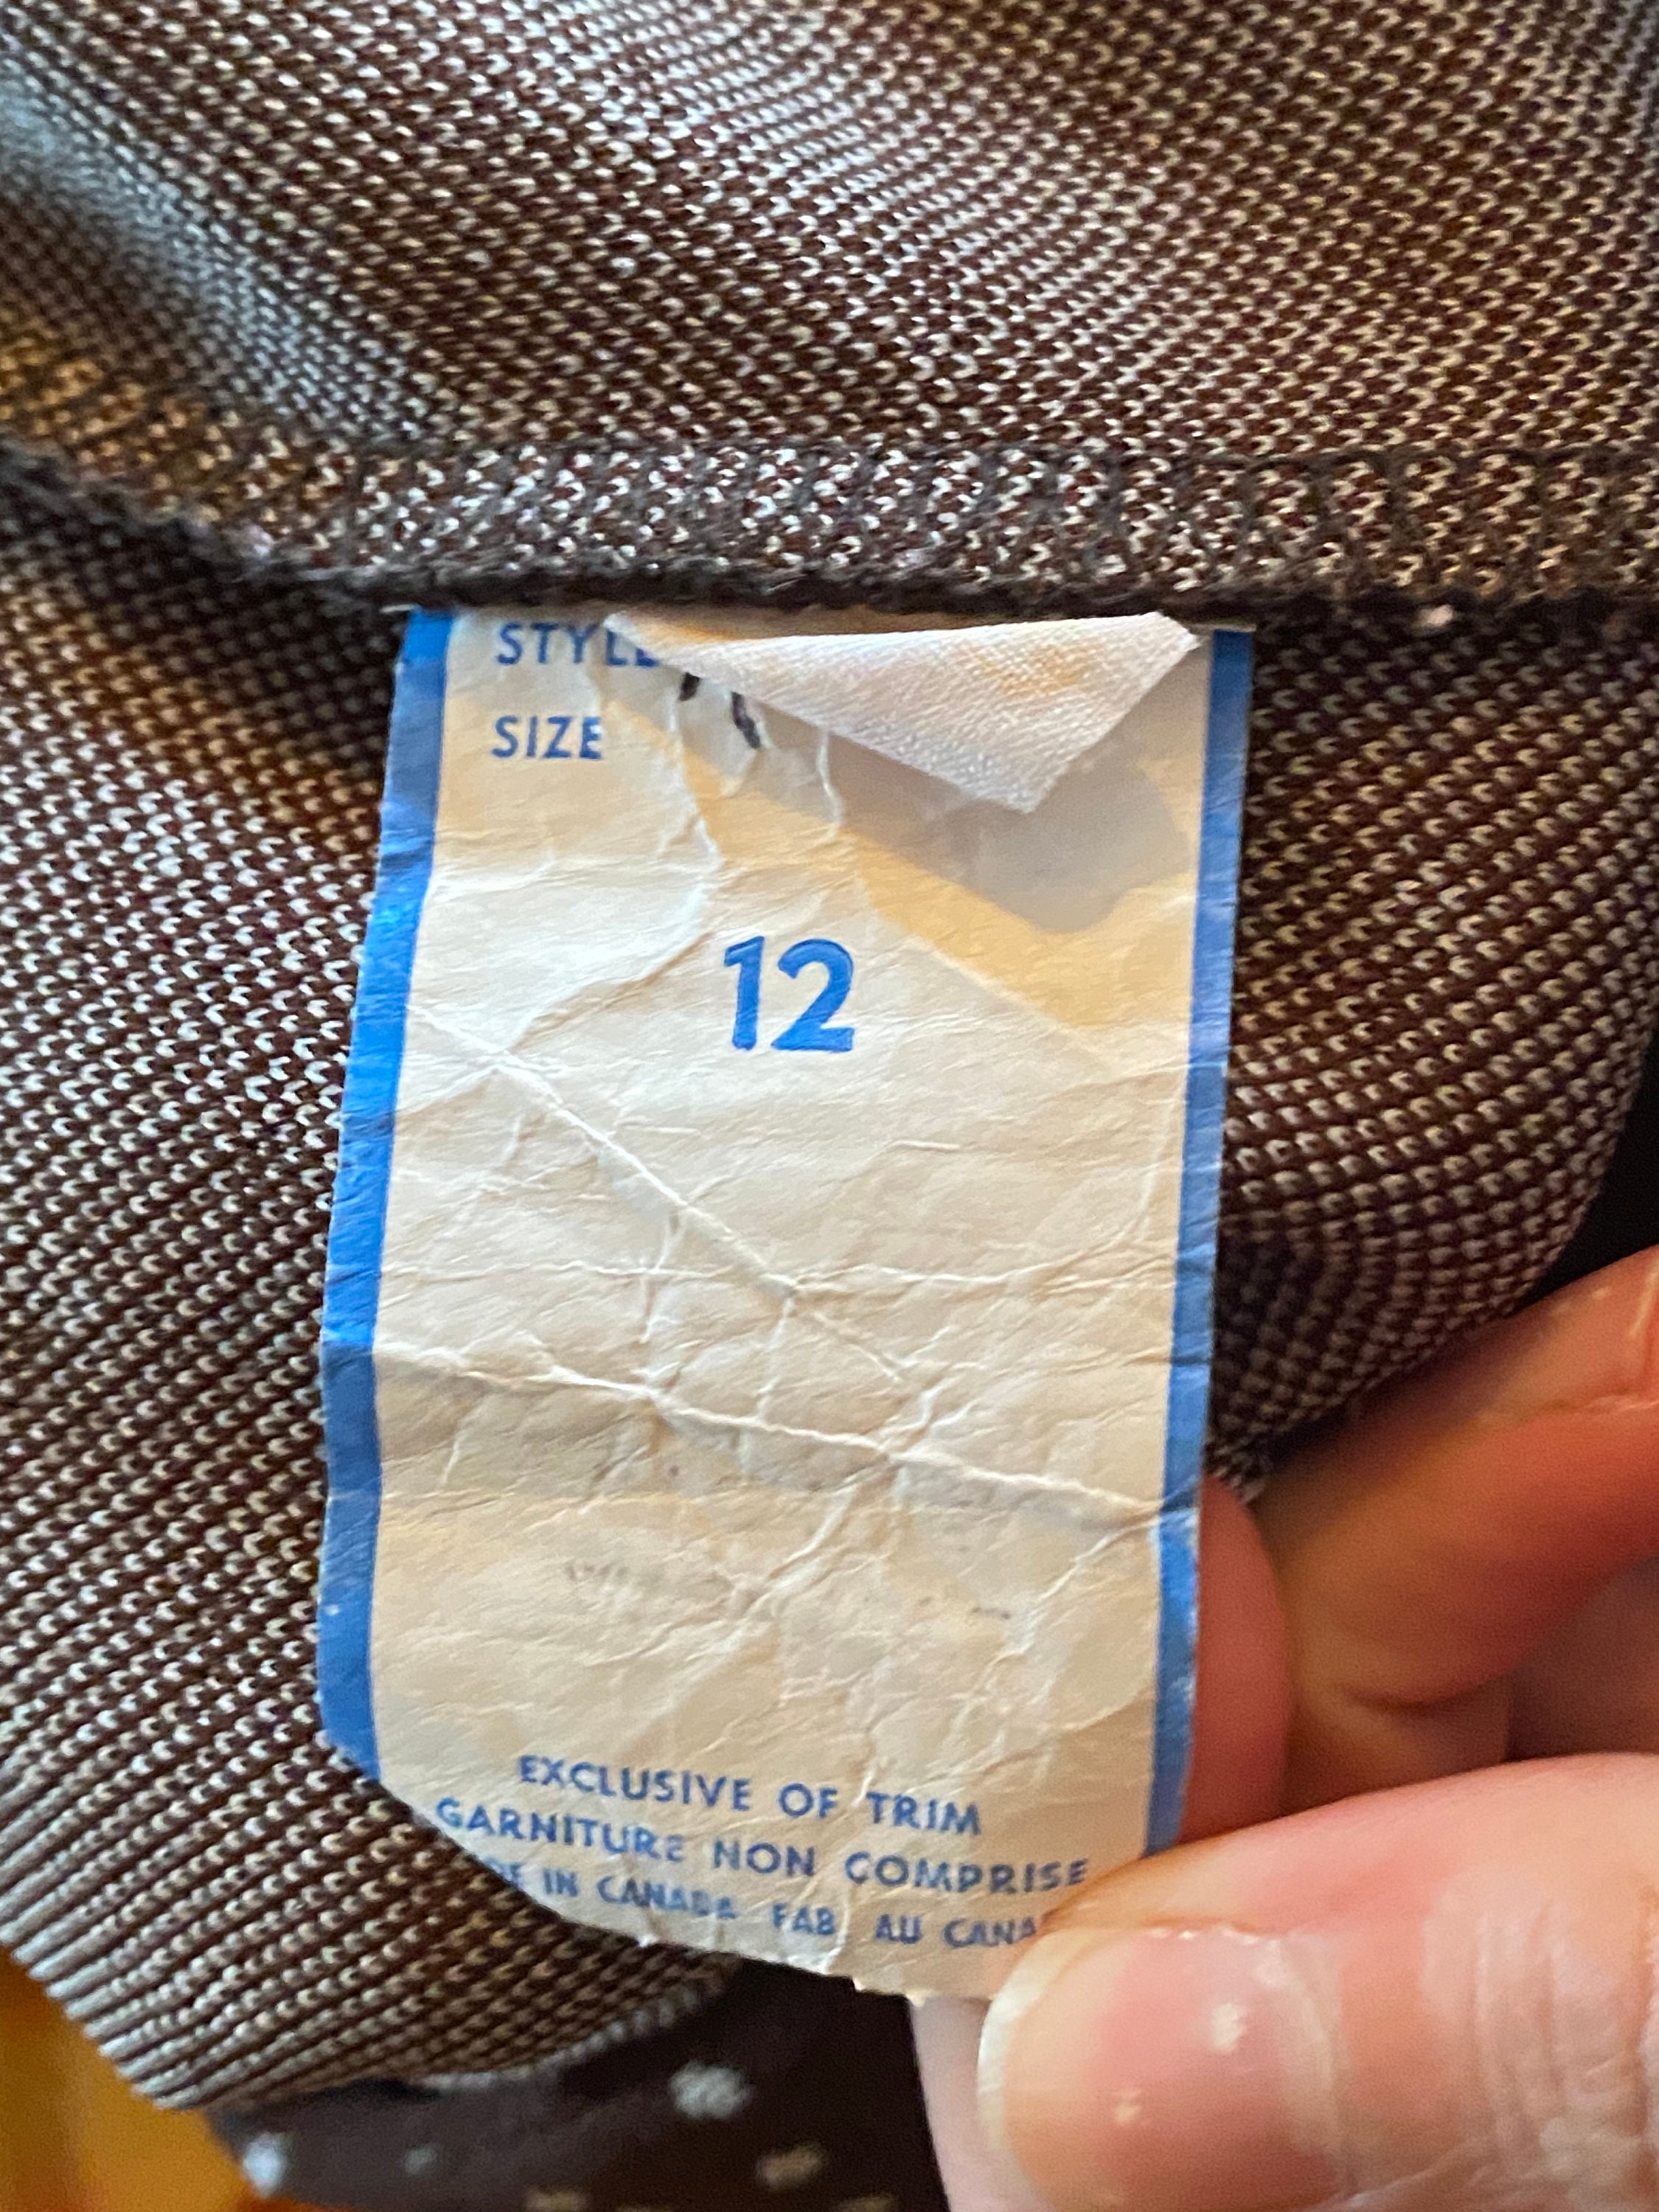 STYLE
SIZE
12
EXCLUSIVE OF TRIM
GARNITURE NON COMPRISE
IN CANADA FAB AU